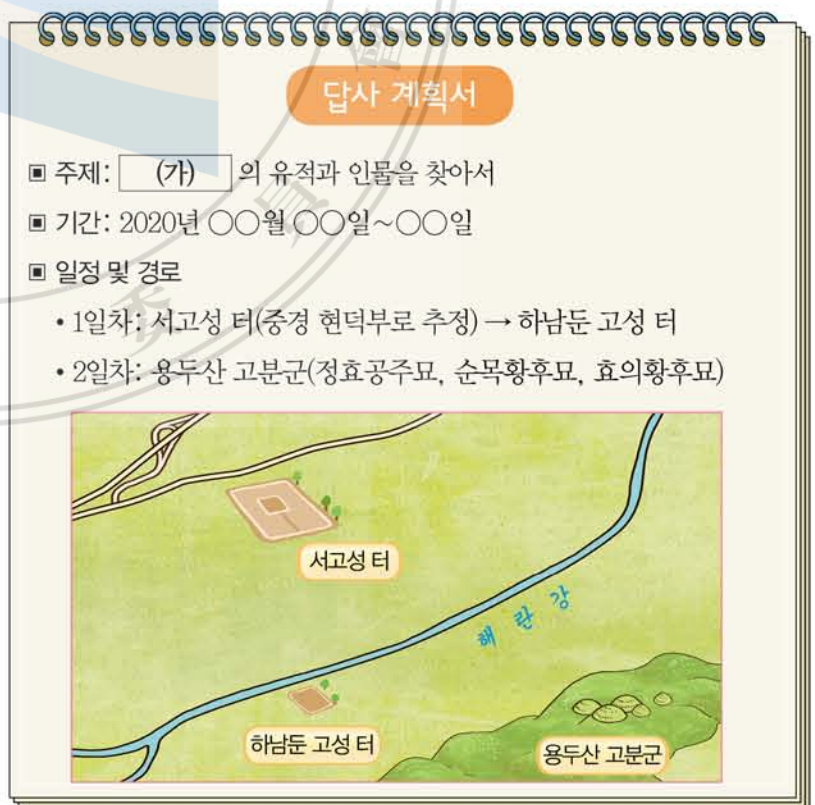 답사 계획서
▣ 주제: (가) 의 유적과 인물을 찾아서
▣ 기간: 2020년 ○○월 ○○일~○○일
▣ 일정 및 경로
• 1일차: 서고성 터(중경 현덕부로 추정) → 하남둔 고성 터
• 2일차: 용두산 고분군(정효공주묘, 순목황후묘, 효의황후묘)
서고성 터
해란강
하남둔 고성 터
용두산 고분군